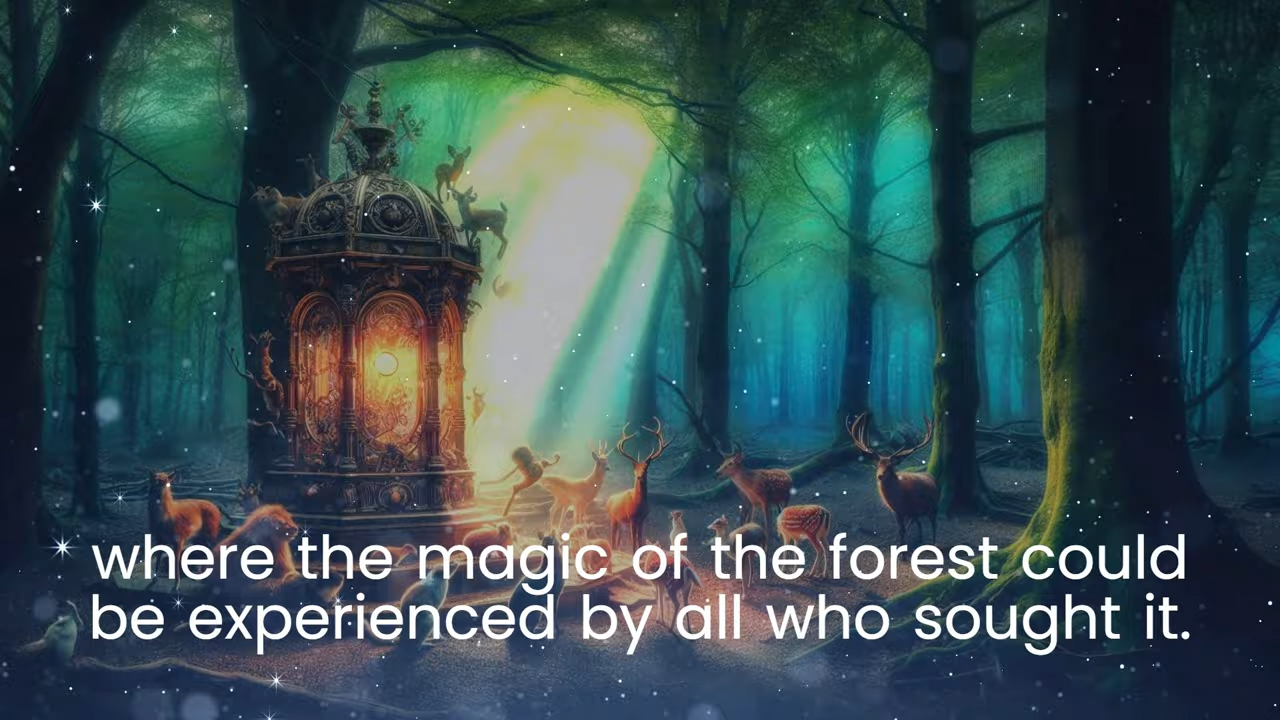 where the magic of the forest could
be experienced by all who sought it.